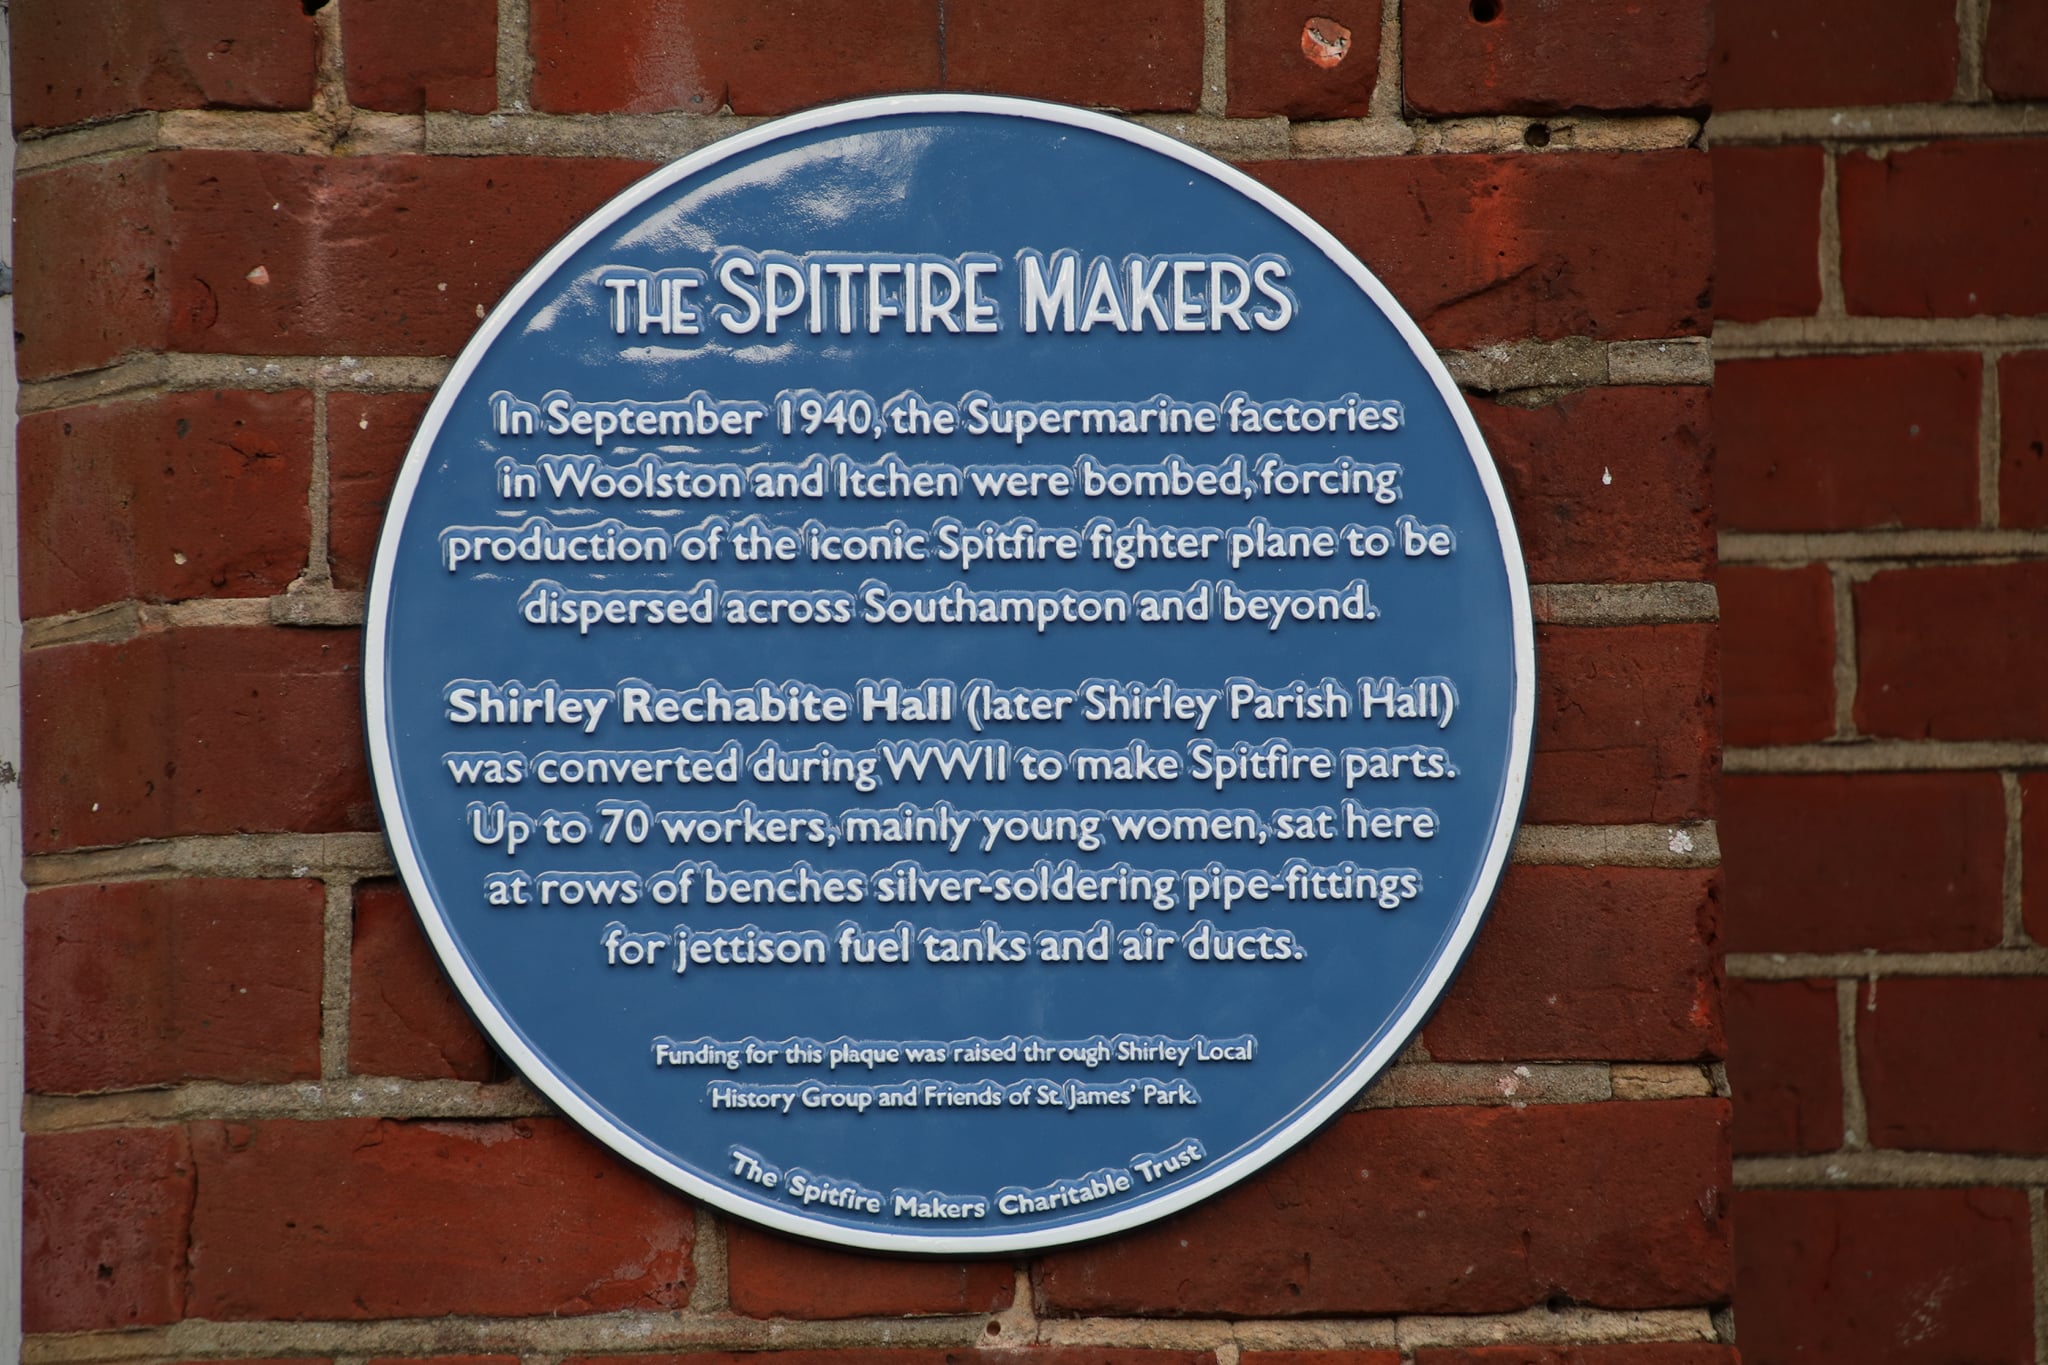 THE SPITFIRE MAKERS
In September 1940, the Supermarine factories
in Woolston and Itchen were bombed, forcing
production of the iconic Spitfire fighter plane to be
dispersed across Southampton and beyond.
Shirley Rechabite Hall (later Shirley Parish Hall)
was converted during WWII to make Spitfire parts.
Up to 70 workers, mainly young women, sat here
at rows of benches silver-soldering pipe-fittings
for jettison fuel tanks and air ducts.
Funding for this plaque was raised through Shirley Local
History Group and Friends of St. James' Park.
The Spitfire Makers Charitable Trust